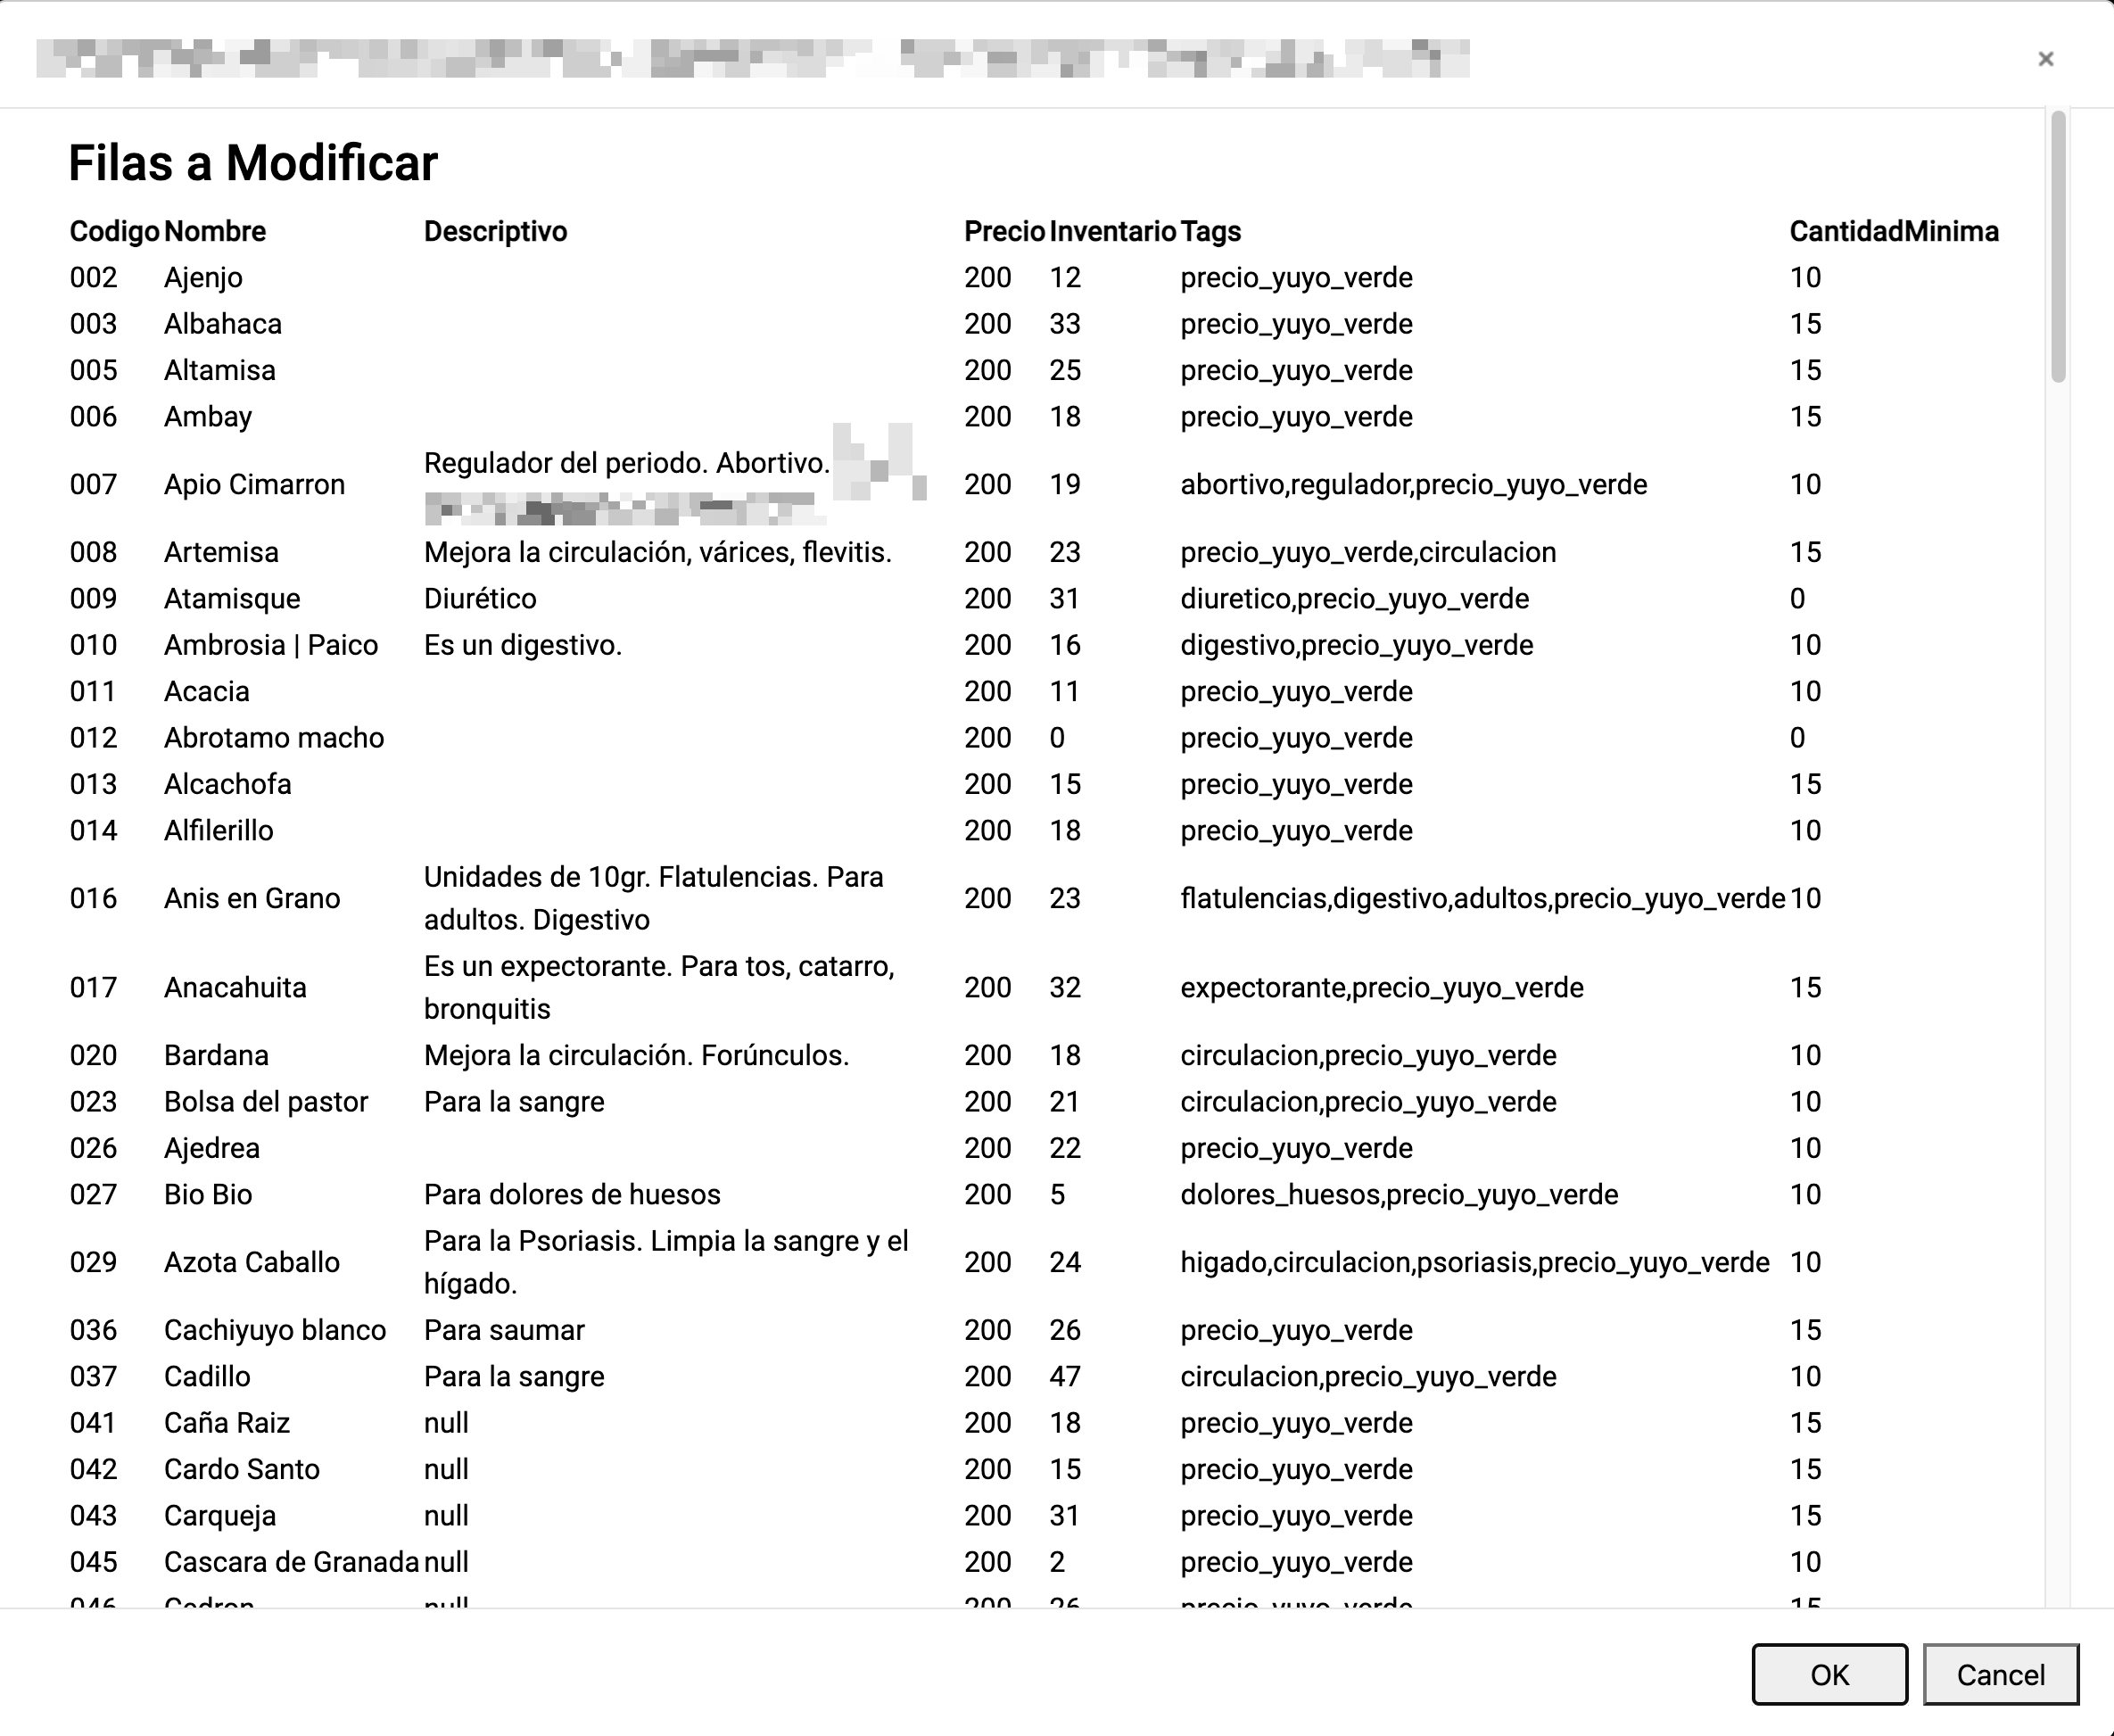 ×
Filas a Modificar
Codigo Nombre Descriptivo Precio Inventario Tags CantidadMinima
002 Ajenjo 200 12 precio_yuyo_verde 10
003 Albahaca 200 33 precio_yuyo_verde 15
005 Altamisa 200 25 precio_yuyo_verde 15
006 Ambay 200 18 precio_yuyo_verde 15
007 Apio Cimarron Regulador del periodo. Abortivo. 200 19 abortivo,regulador,precio_yuyo_verde 10
008 Artemisa Mejora la circulación, várices, flevitis. 200 23 precio_yuyo_verde,circulacion 15
009 Atamisque Diurético 200 31 diuretico,precio_yuyo_verde 0
010 Ambrosia | Paico Es un digestivo. 200 16 digestivo,precio_yuyo_verde 10
011 Acacia 200 11 precio_yuyo_verde 10
012 Abrotamo macho 200 0 precio_yuyo_verde 0
013 Alcachofa 200 15 precio_yuyo_verde 15
014 Alfilerillo 200 18 precio_yuyo_verde 10
016 Anis en Grano Unidades de 10gr. Flatulencias. Para
adultos. Digestivo 200 23 flatulencias,digestivo,adultos,precio_yuyo_verde 10
017 Anacahuita Es un expectorante. Para tos, catarro,
bronquitis 200 32 expectorante,precio_yuyo_verde 15
020 Bardana Mejora la circulación. Forúnculos. 200 18 circulacion,precio_yuyo_verde 10
023 Bolsa del pastor Para la sangre 200 21 circulacion,precio_yuyo_verde 10
026 Ajedrea 200 22 precio_yuyo_verde 10
027 Bio Bio Para dolores de huesos 200 5 dolores_huesos,precio_yuyo_verde 10
029 Azota Caballo Para la Psoriasis. Limpia la sangre y el
hígado. 200 24 higado,circulacion,psoriasis,precio_yuyo_verde 10
036 Cachiyuyo blanco Para saumar 200 26 precio_yuyo_verde 15
037 Cadillo Para la sangre 200 47 circulacion,precio_yuyo_verde 10
041 Caña Raiz null 200 18 precio_yuyo_verde 15
042 Cardo Santo null 200 15 precio_yuyo_verde 15
043 Carqueja null 200 31 precio_yuyo_verde 15
045 Cascara de Granada null 200 2 precio_yuyo_verde 10
046 Cedron null 200 26 precio_yuyo_verde 15
OK Cancel